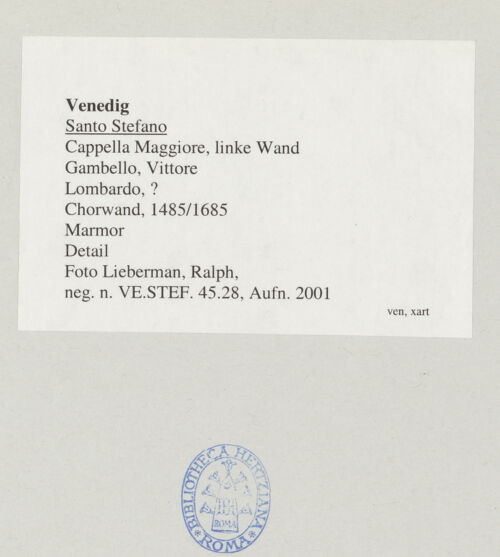 Venedig
Santo Stefano
Cappella Maggiore, linke Wand
Gambello, Vittore
Lombardo, ?
Chorwand, 1485/1685
Marmor
Detail
Foto Lieberman, Ralph,
neg. n. VE.STEF. 45.28, Aufn. 2001
ven, xart
BIBLIOTHECA HERTZIANA
ROMA
*ROMA*